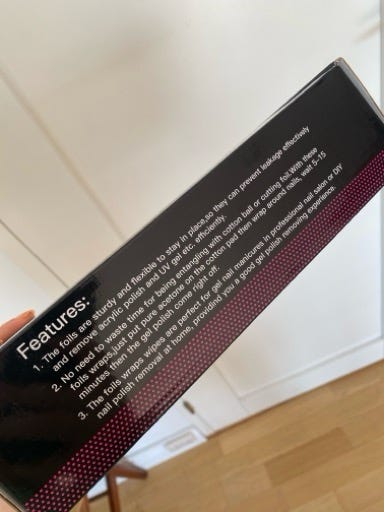 Features:
1. The foils are sturdy and flexible to stay in place,so they can prevent leakage effectively
and remove acrylic polish and UV gel etc. efficiently.
2. No need to waste time for being entangling with cotton ball or cutting foil.With these
foils wraps,just put pure acetone on the cotton pad then wrap around nails, wait 5-15
minutes then the gel polish come right off.
3. The foils wraps wipes are perfect for gel nail manicures in professional nail salon or DIY
nail polish removal at home, providind you a good gel polish removing experience.